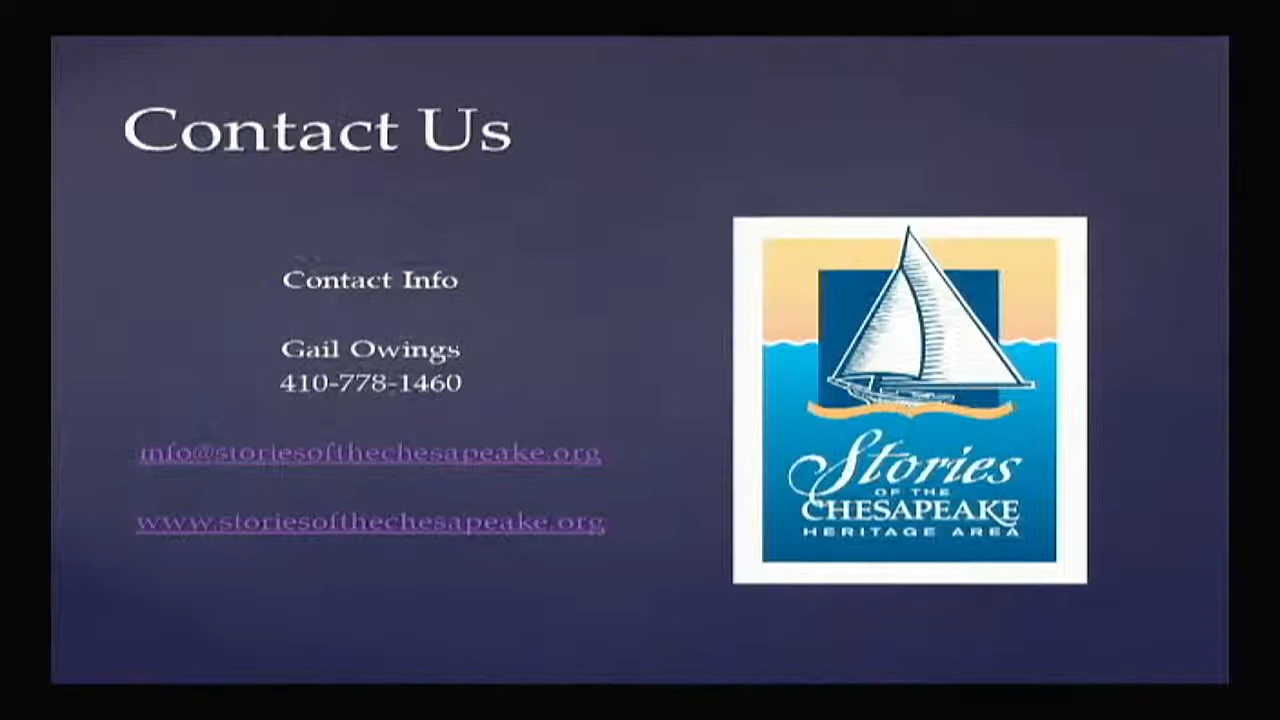 Contact Us
Contact Info
Gail Owings
410-778-1460
info@storiesofthechesapeake.org
www.storiesofthechesapeake.org
Stories
OF THE
CHESAPEAKE
HERITAGE AREA